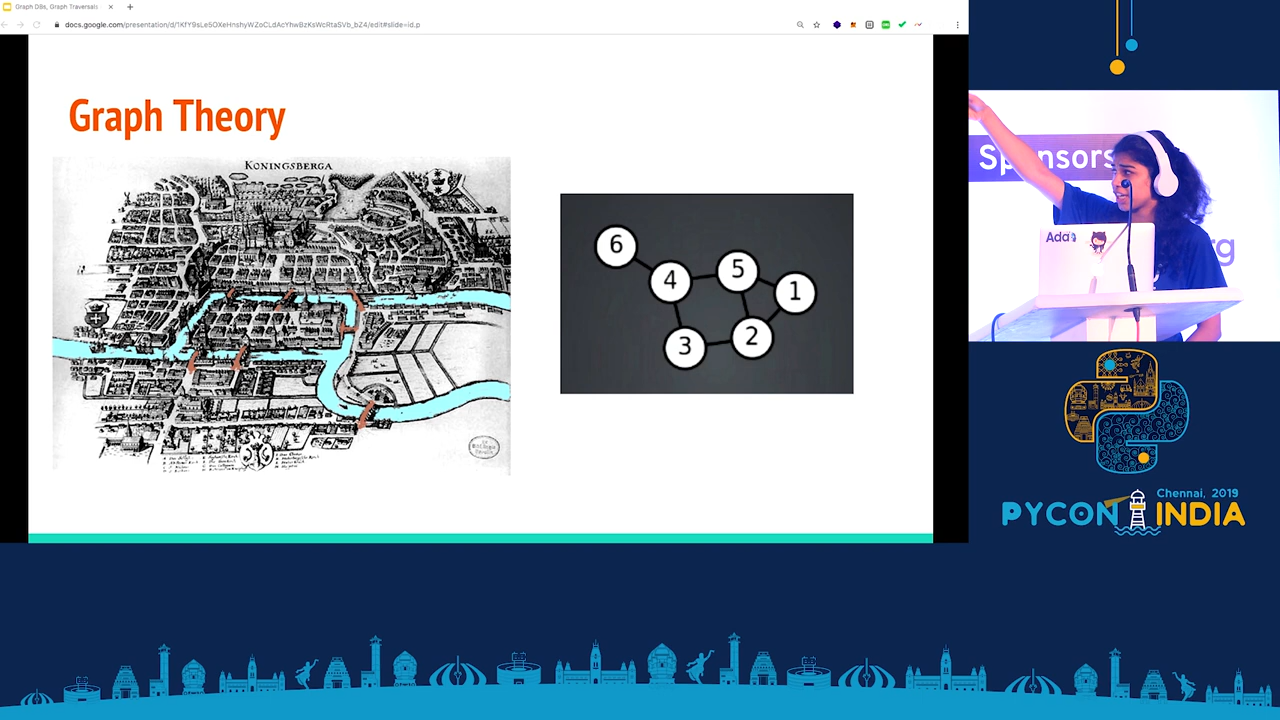 Graph DBs, Graph Traversals
docs.google.com/presentation/d/1KfY9sLe5OXeHnshyWZoCLdAcYhwBzKsWcRtaSVb_bZ4/edit#slide=id.p
Graph Theory
KONINGSBERGA
6
4
5
1
3
2
Sponsors
Ada
rg
Chennai, 2019
PYCON INDIA